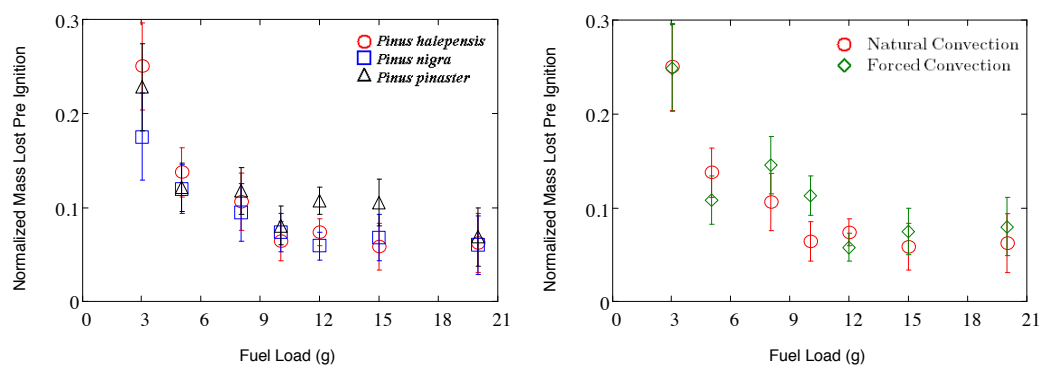 0.3
0.2
0.1
0
Normalized Mass Lost Pre Ignition
Pinus halepensis
Pinus nigra
Pinus pinaster
0 3 6 9 12 15 18 21
Fuel Load (g)
0.3
0.2
0.1
0
Normalized Mass Lost Pre Ignition
Natural Convection
Forced Convection
0 3 6 9 12 15 18 21
Fuel Load (g)